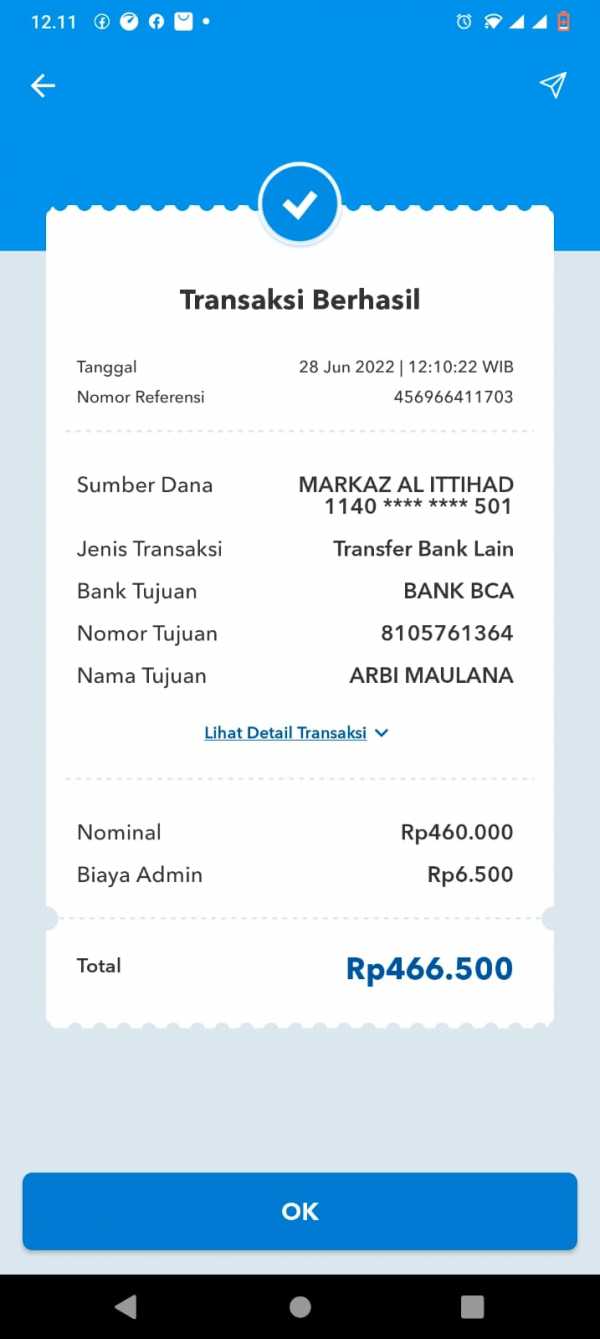 12.11
Transaksi Berhasil
Tanggal 28 Jun 2022 | 12:10:22 WIB
Nomor Referensi 456966411703
Sumber Dana MARKAZ AL ITTIHAD
1140 **** **** 501
Jenis Transaksi Transfer Bank Lain
Bank Tujuan BANK BCA
Nomor Tujuan 8105761364
Nama Tujuan ARBI MAULANA
Lihat Detail Transaksi
Nominal Rp460.000
Biaya Admin Rp6.500
Total Rp466.500
OK